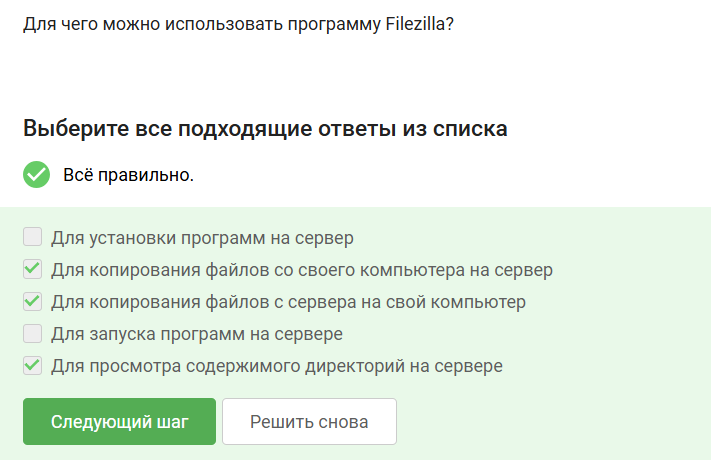 Для чего можно использовать программу Filezilla?
Выберите все подходящие ответы из списка
Всё правильно.
Для установки программ на сервер
Для копирования файлов со своего компьютера на сервер
Для копирования файлов с сервера на свой компьютер
Для запуска программ на сервере
Для просмотра содержимого директорий на сервере
Следующий шаг
Решить снова